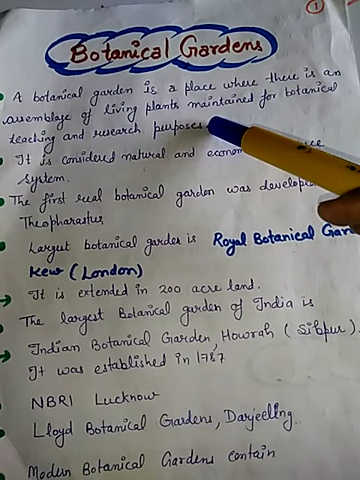 1
Botanical Gardens
A botanical garden is a place where there is an
assemblage of living plants maintained for botanical
teaching and research purposes.
It is considered natural and
system.
The first real botanical garden was
Theophrastus
Largest botanical garden is Royal Botanical
Kew (London)
It is extended in 200 acre land.
The largest Botanical garden of India is
Indian Botanical Garden, Howrah (Sibpur).
It was established in 1787
NBRI Lucknow
Lloyd Botanical Gardens, Darjeeling.
Modern Botanical Gardens contain